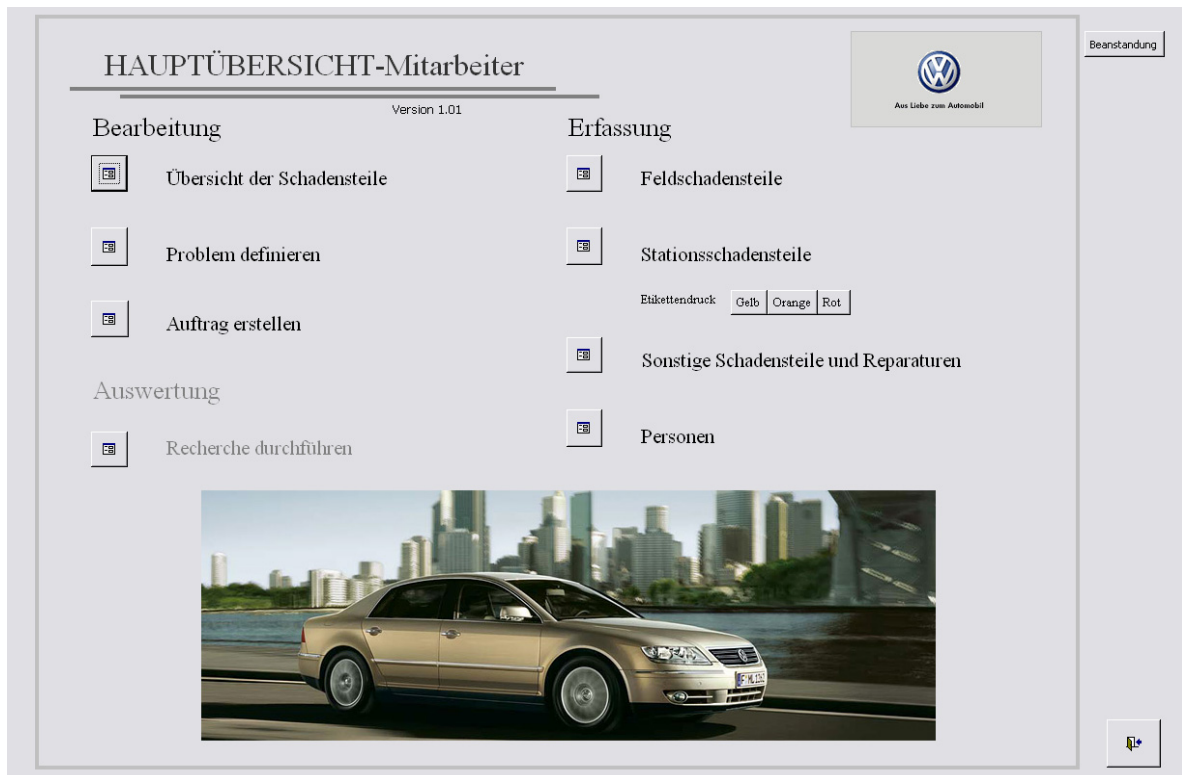 HAUPTÜBERSICHT-Mitarbeiter
Version 1.01
Aus Liebe zum Automobil
Beanstandung
Bearbeitung
Übersicht der Schadensteile
Problem definieren
Auftrag erstellen
Auswertung
Recherche durchführen
Erfassung
Feldschadensteile
Stationsschadensteile
Etikettendruck Gelb Orange Rot
Sonstige Schadensteile und Reparaturen
Personen